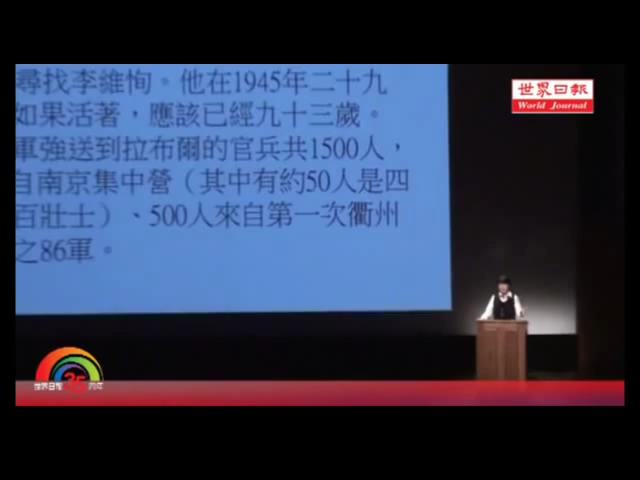 尋找李維恂。他在1945年二十九
如果活著，應該已經九十三歲。
軍強送到拉布爾的官兵共1500人，
自南京集中營（其中有約50人是四
百壯士）、500人來自第一次衢州
之86軍。
世界日報
World Journal
世界日報35周年